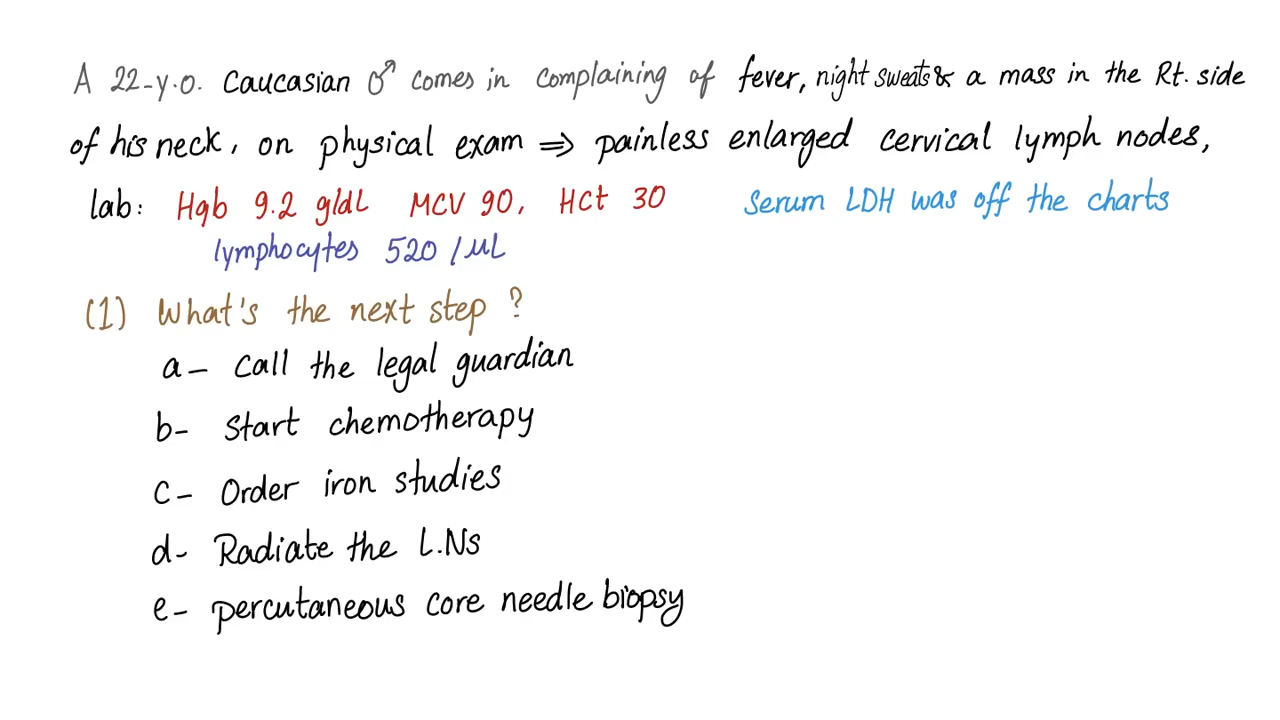 A 22-y.o. Caucasian ♂ comes in complaining of fever, night sweats & a mass in the Rt. side
of his neck, on physical exam ⇒ painless enlarged cervical lymph nodes,
lab: Hgb 9.2 g/dL MCV 90, HCt 30 Serum LDH was off the charts
lymphocytes 520 /µL
(1) What's the next step ?
a- Call the legal guardian
b- Start chemotherapy
c- Order iron studies
d- Radiate the L.Ns
e- percutaneous core needle biopsy